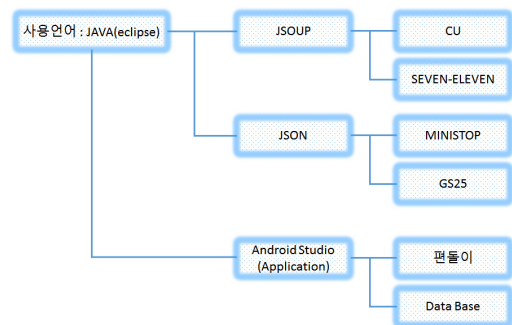 사용언어 : JAVA(eclipse)
JSOUP
CU
SEVEN-ELEVEN
JSON
MINISTOP
GS25
Android Studio
(Application)
편돌이
Data Base